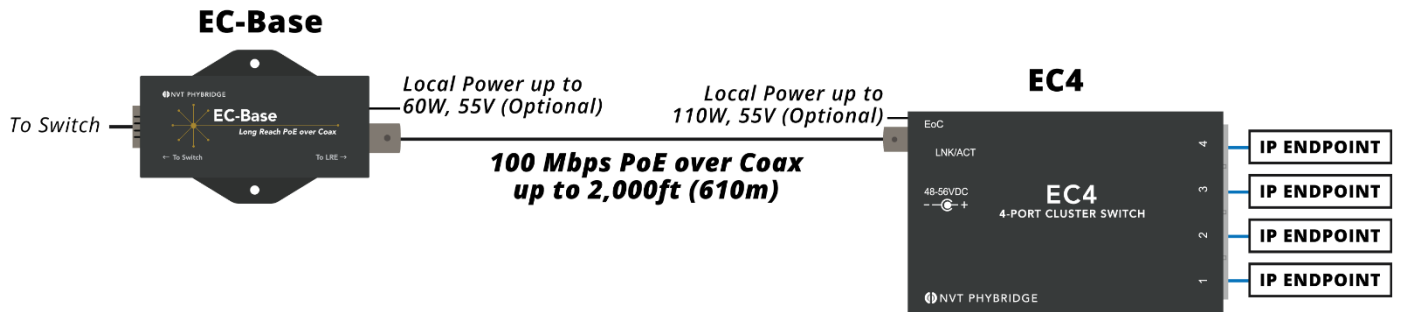 EC-Base
NVT PHYBRIDGE
EC-Base
Long Reach PoE over Coax
← To Switch
To LRE →
To Switch
Local Power up to
60W, 55V (Optional)
100 Mbps PoE over Coax
up to 2,000ft (610m)
Local Power up to
110W, 55V (Optional)
EC4
EoC
LNK/ACT
48-56VDC
- +
EC4
4-PORT CLUSTER SWITCH
NVT PHYBRIDGE
4
3
2
1
IP ENDPOINT
IP ENDPOINT
IP ENDPOINT
IP ENDPOINT